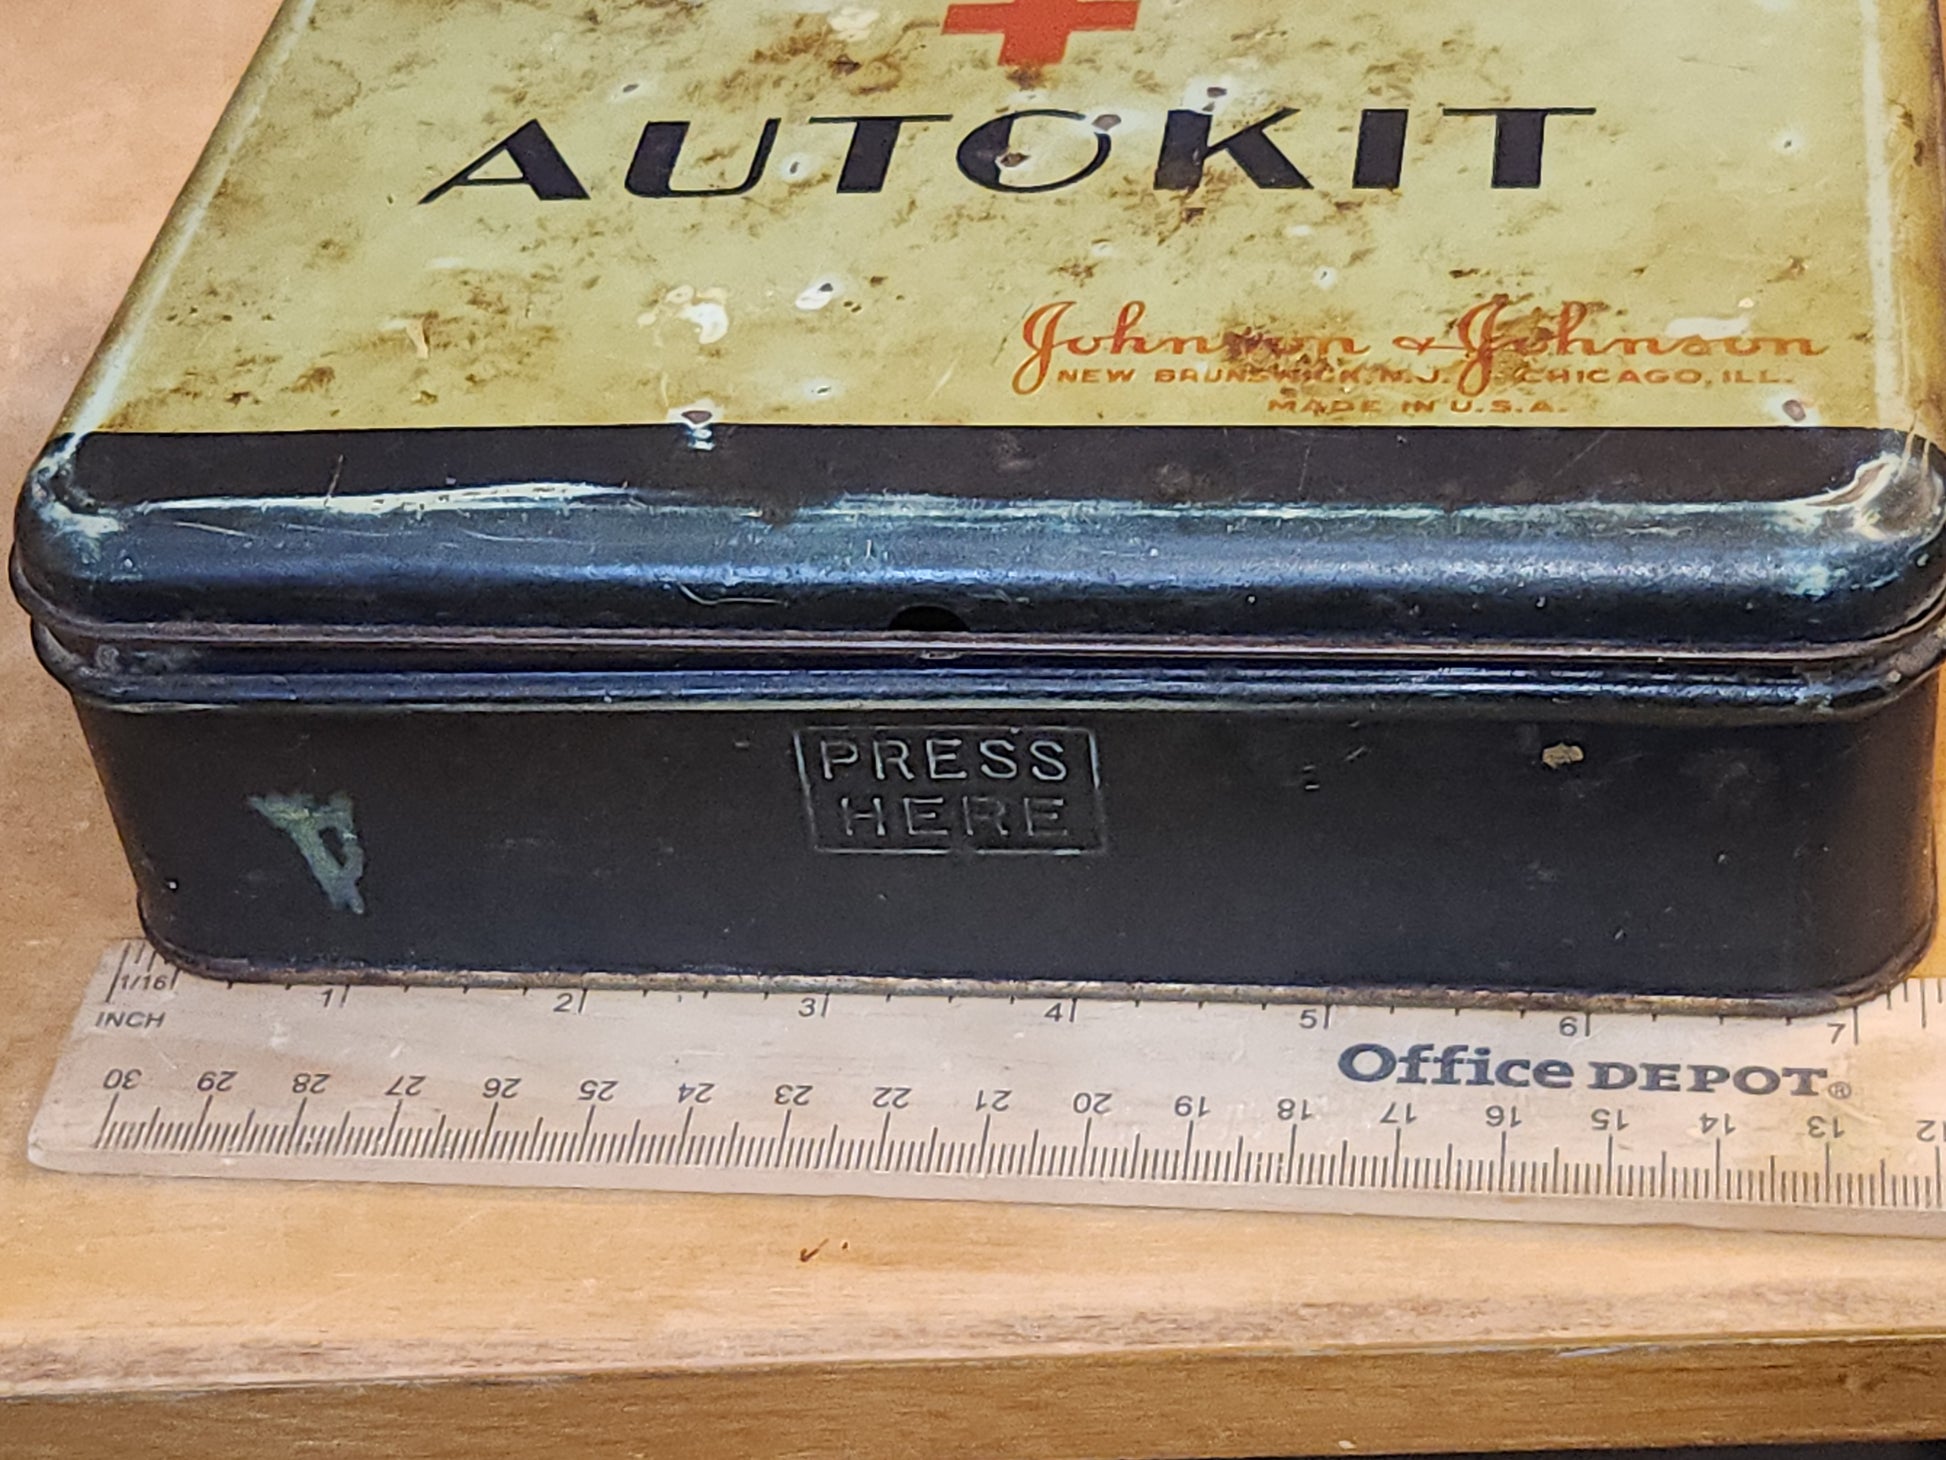 AUTOKIT
Johnson & Johnson
NEW BRUNSWICK, N.J. CHICAGO, ILL.
MADE IN U.S.A.
PRESS
HERE
1/16 1 2 3 4 5 6 7
INCH
Office DEPOT®
30 29 28 27 26 25 24 23 22 21 20 19 18 17 16 15 14 13 12